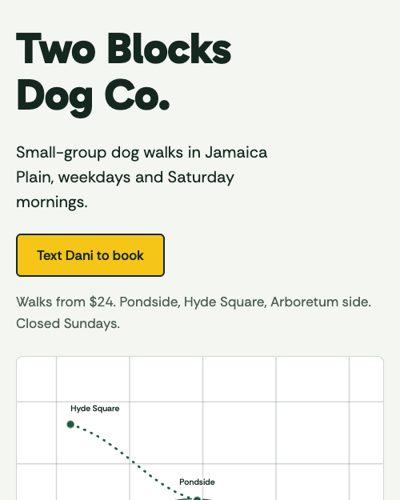 Two Blocks
Dog Co.
Small-group dog walks in Jamaica
Plain, weekdays and Saturday
mornings.
Text Dani to book
Walks from $24. Pondside, Hyde Square, Arboretum side.
Closed Sundays.
Hyde Square
Pondside